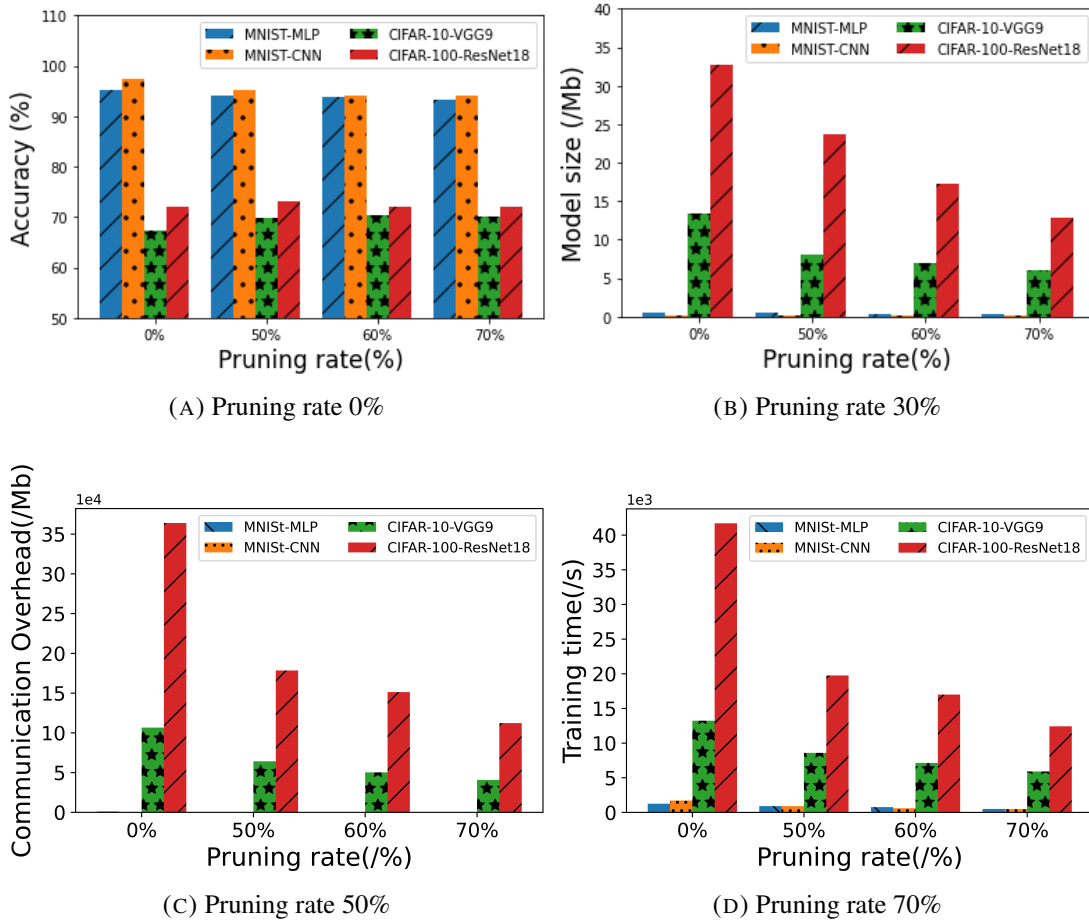 110
100
90
80
70
60
50
Accuracy (%)
MNIST-MLP
MNIST-CNN
CIFAR-10-VGG9
CIFAR-100-ResNet18
0% 50% 60% 70%
Pruning rate(%)
(A) Pruning rate 0%
40
35
30
25
20
15
10
5
0
Model size (/Mb)
MNIST-MLP
MNIST-CNN
CIFAR-10-VGG9
CIFAR-100-ResNet18
0% 50% 60% 70%
Pruning rate(%)
(B) Pruning rate 30%
1e4
35
30
25
20
15
10
5
0
Communication Overhead(/Mb)
MNISt-MLP
MNISt-CNN
CIFAR-10-VGG9
CIFAR-100-ResNet18
0% 50% 60% 70%
Pruning rate(/%)
(C) Pruning rate 50%
1e3
40
35
30
25
20
15
10
5
0
Training time(/s)
MNISt-MLP
MNISt-CNN
CIFAR-10-VGG9
CIFAR-100-ResNet18
0% 50% 60% 70%
Pruning rate(/%)
(D) Pruning rate 70%